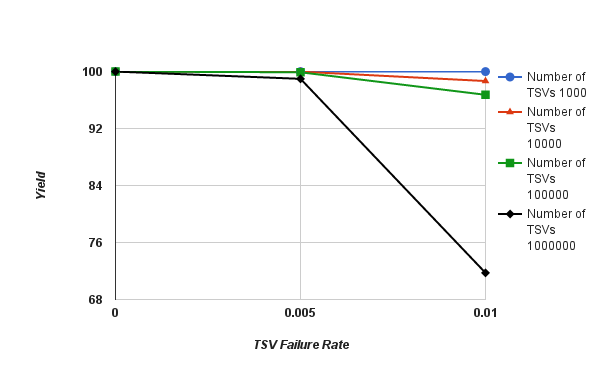 100
92
84
76
68
Yield
0
0.005
0.01
TSV Failure Rate
Number of
TSVs 1000
Number of
TSVs
10000
Number of
TSVs
100000
Number of
TSVs
1000000